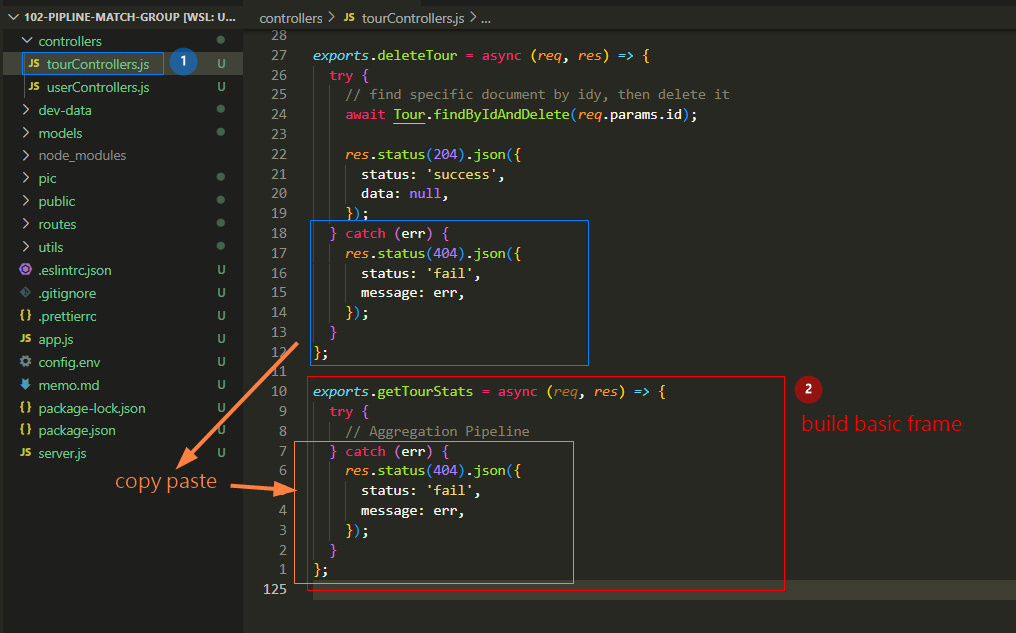 102-PIPLINE-MATCH-GROUP [WSL: U...
controllers
JS tourControllers.js 1 U
JS userControllers.js U
dev-data
models
node_modules
pic
public
routes
utils
.eslintrc.json U
.gitignore U
.prettierrc U
JS app.js U
config.env U
memo.md U
{} package-lock.json U
{} package.json U
JS server.js U
controllers > JS tourControllers.js > ...
28
27 exports.deleteTour = async (req, res) => {
26 try {
25 // find specific document by idy, then delete it
24 await Tour.findByIdAndDelete(req.params.id);
23
22 res.status(204).json({
21 status: 'success',
20 data: null,
19 });
18 } catch (err) {
17 res.status(404).json({
16 status: 'fail',
15 message: err,
14 });
13 }
12 };
11
10 exports.getTourStats = async (req, res) => {
9 try {
8 // Aggregation Pipeline
7 } catch (err) {
6 res.status(404).json({
status: 'fail',
4 message: err,
3 });
2 }
1 };
125
copy paste
2
build basic frame